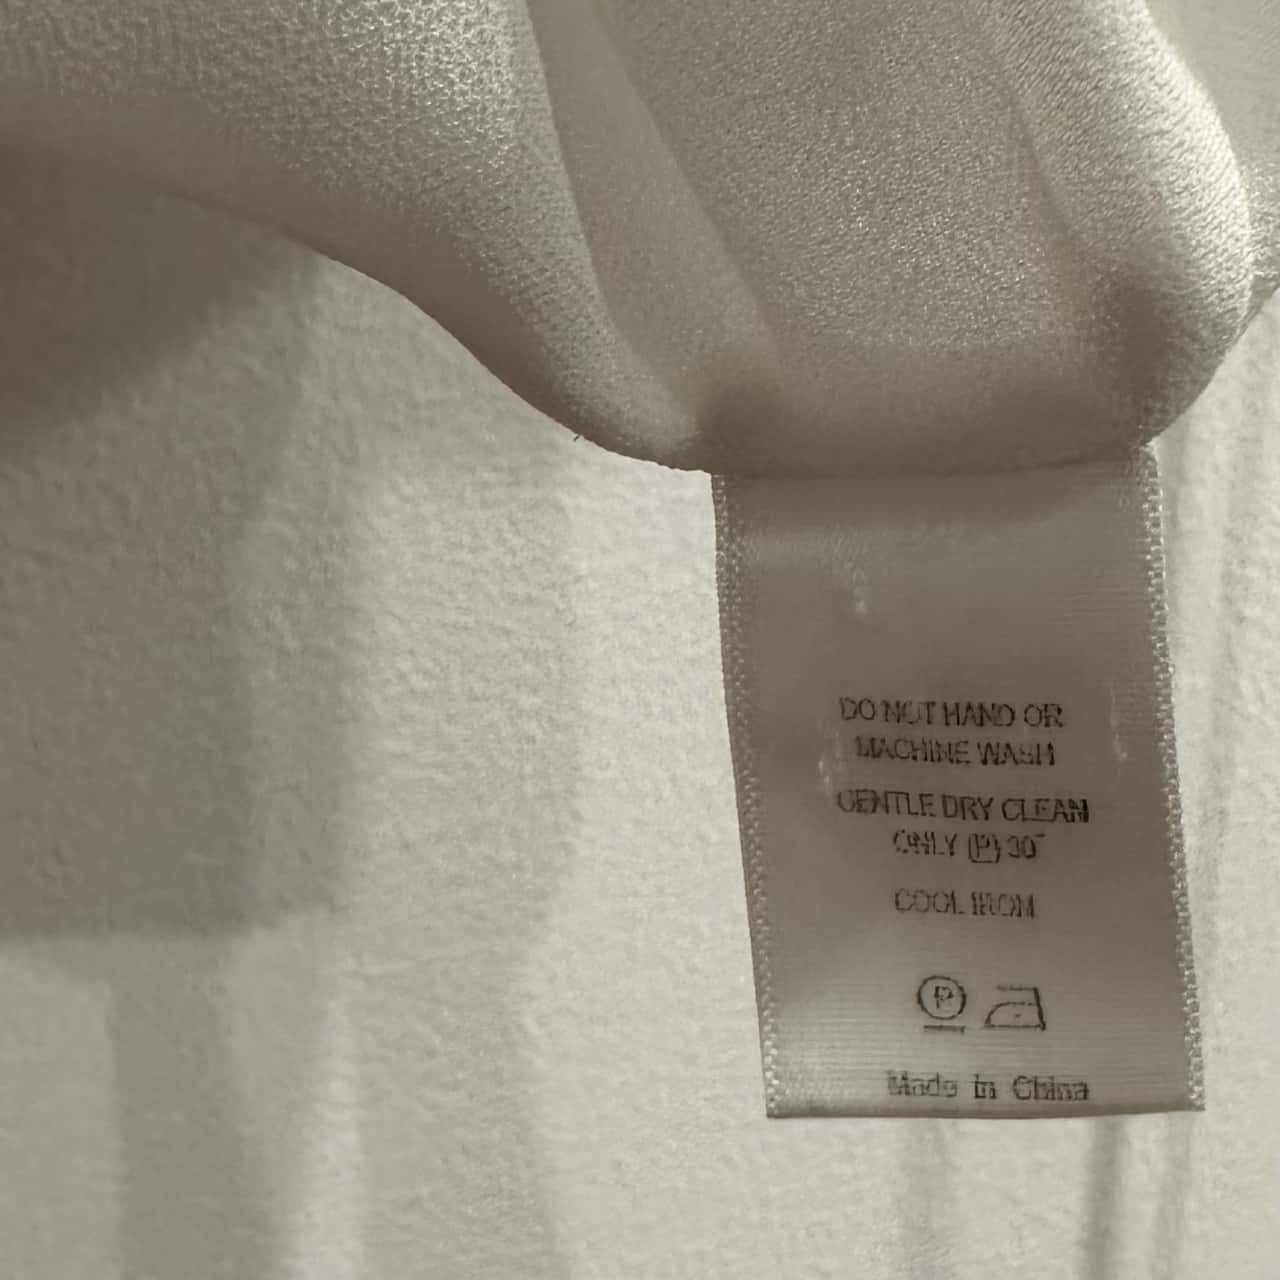 DO NOT HAND OR
MACHINE WASH
GENTLE DRY CLEAN
ONLY (P) 30°
COOL IRON
P
Made in China